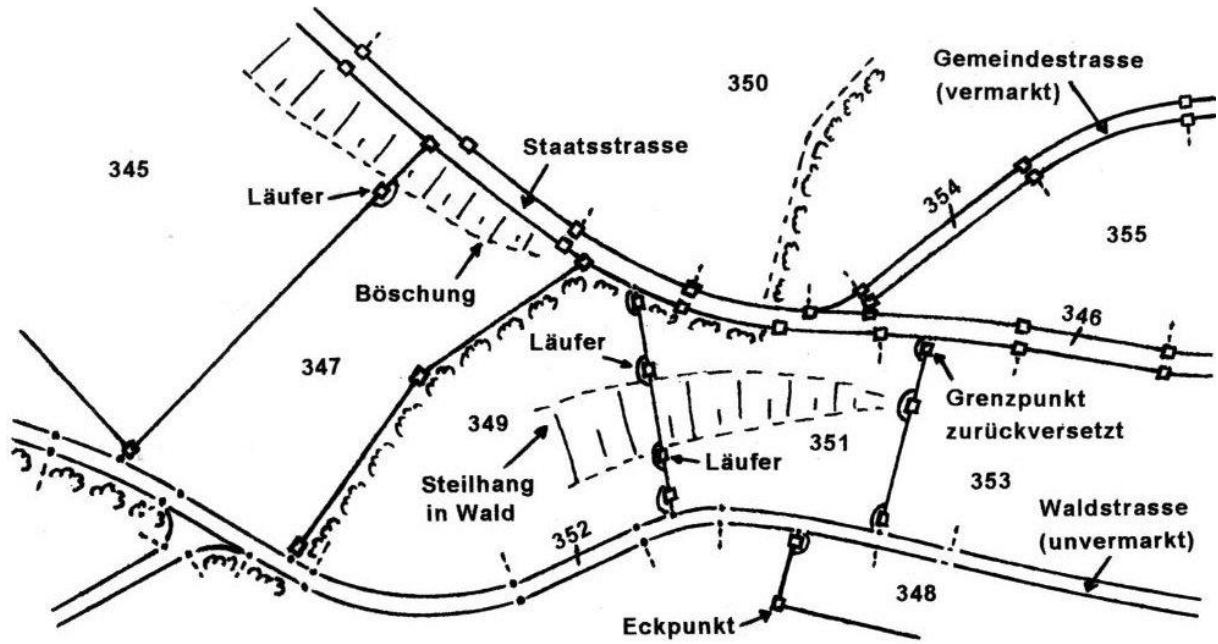 350
Gemeindestrasse
(vermarkt)
345
Läufer
Staatsstrasse
354
355
Böschung
346
347
Läufer
349
Grenzpunkt
zurückversetzt
351
Läufer
Steilhang
in Wald
353
352
Waldstrasse
(unvermarkt)
348
Eckpunkt